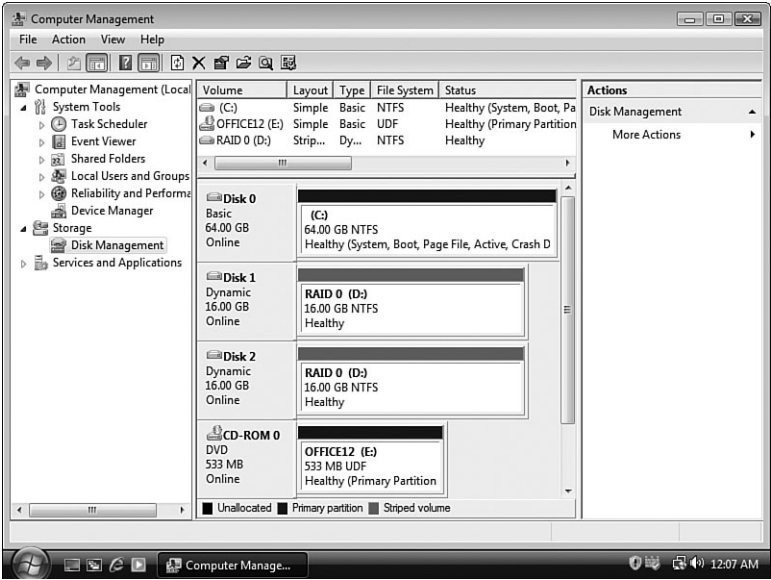 Computer Management
File Action View Help
Computer Management (Local
System Tools
Task Scheduler
Event Viewer
Shared Folders
Local Users and Groups
Reliability and Performa
Device Manager
Storage
Disk Management
Services and Applications
Volume Layout Type File System Status
(C:) Simple Basic NTFS Healthy (System, Boot, Pa
OFFICE12 (E:) Simple Basic UDF Healthy (Primary Partition
RAID 0 (D:) Strip... Dy... NTFS Healthy
Disk 0
Basic
64.00 GB
Online
(C:)
64.00 GB NTFS
Healthy (System, Boot, Page File, Active, Crash D
Disk 1
Dynamic
16.00 GB
Online
RAID 0 (D:)
16.00 GB NTFS
Healthy
Disk 2
Dynamic
16.00 GB
Online
RAID 0 (D:)
16.00 GB NTFS
Healthy
CD-ROM 0
DVD
533 MB
Online
OFFICE12 (E:)
533 MB UDF
Healthy (Primary Partition
Unallocated Primary partition Striped volume
Actions
Disk Management
More Actions
Computer Manage...
12:07 AM